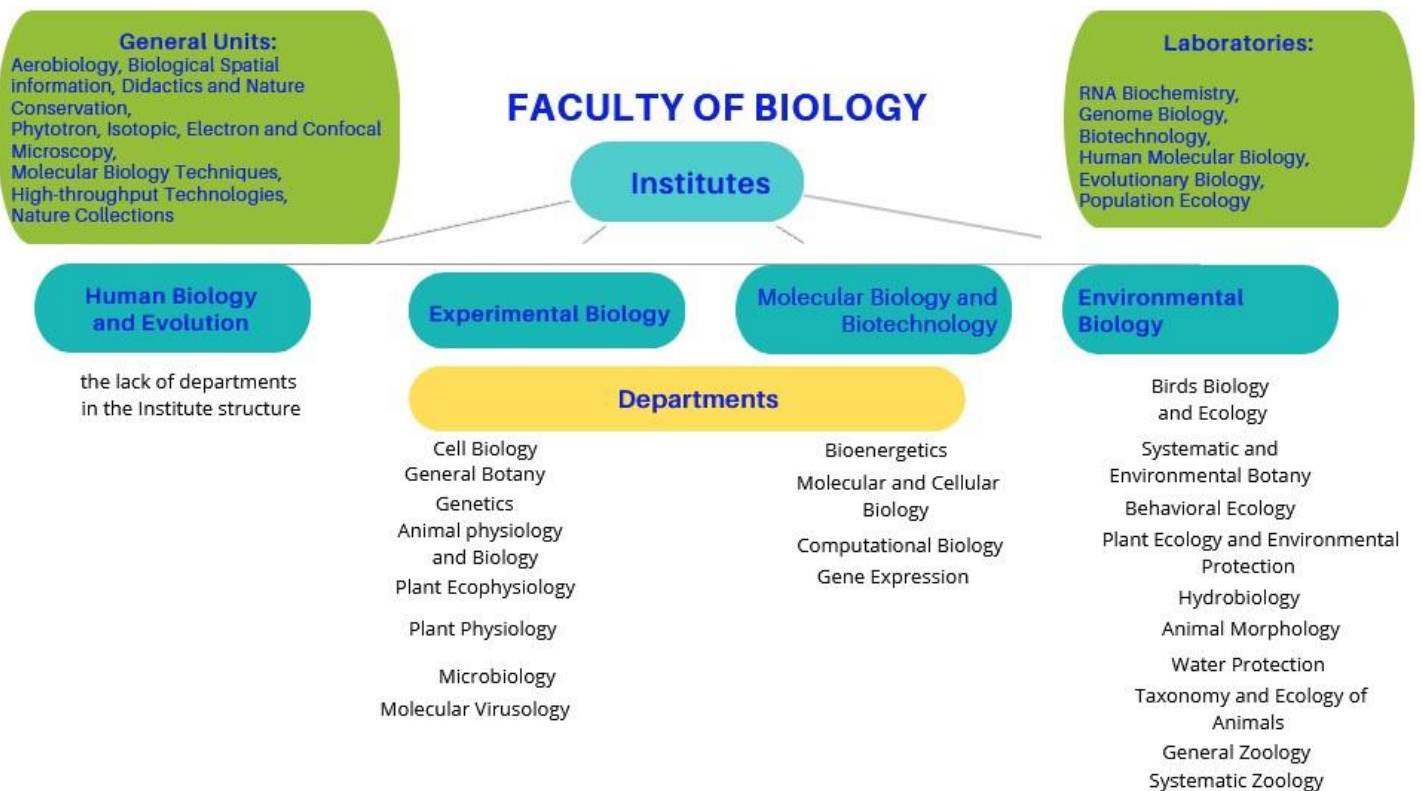 General Units:
Aerobiology, Biological Spatial
information, Didactics and Nature
Conservation,
Phytotron, Isotopic, Electron and Confocal
Microscopy,
Molecular Biology Techniques,
High-throughput Technologies,
Nature Collections
FACULTY OF BIOLOGY
Institutes
Laboratories:
RNA Biochemistry,
Genome Biology,
Biotechnology,
Human Molecular Biology,
Evolutionary Biology,
Population Ecology
Human Biology
and Evolution
the lack of departments
in the Institute structure
Experimental Biology
Molecular Biology and
Biotechnology
Environmental
Biology
Departments
Cell Biology
General Botany
Genetics
Animal physiology
and Biology
Plant Ecophysiology
Plant Physiology
Microbiology
Molecular Virusology
Bioenergetics
Molecular and Cellular
Biology
Computational Biology
Gene Expression
Birds Biology
and Ecology
Systematic and
Environmental Botany
Behavioral Ecology
Plant Ecology and Environmental
Protection
Hydrobiology
Animal Morphology
Water Protection
Taxonomy and Ecology of
Animals
General Zoology
Systematic Zoology